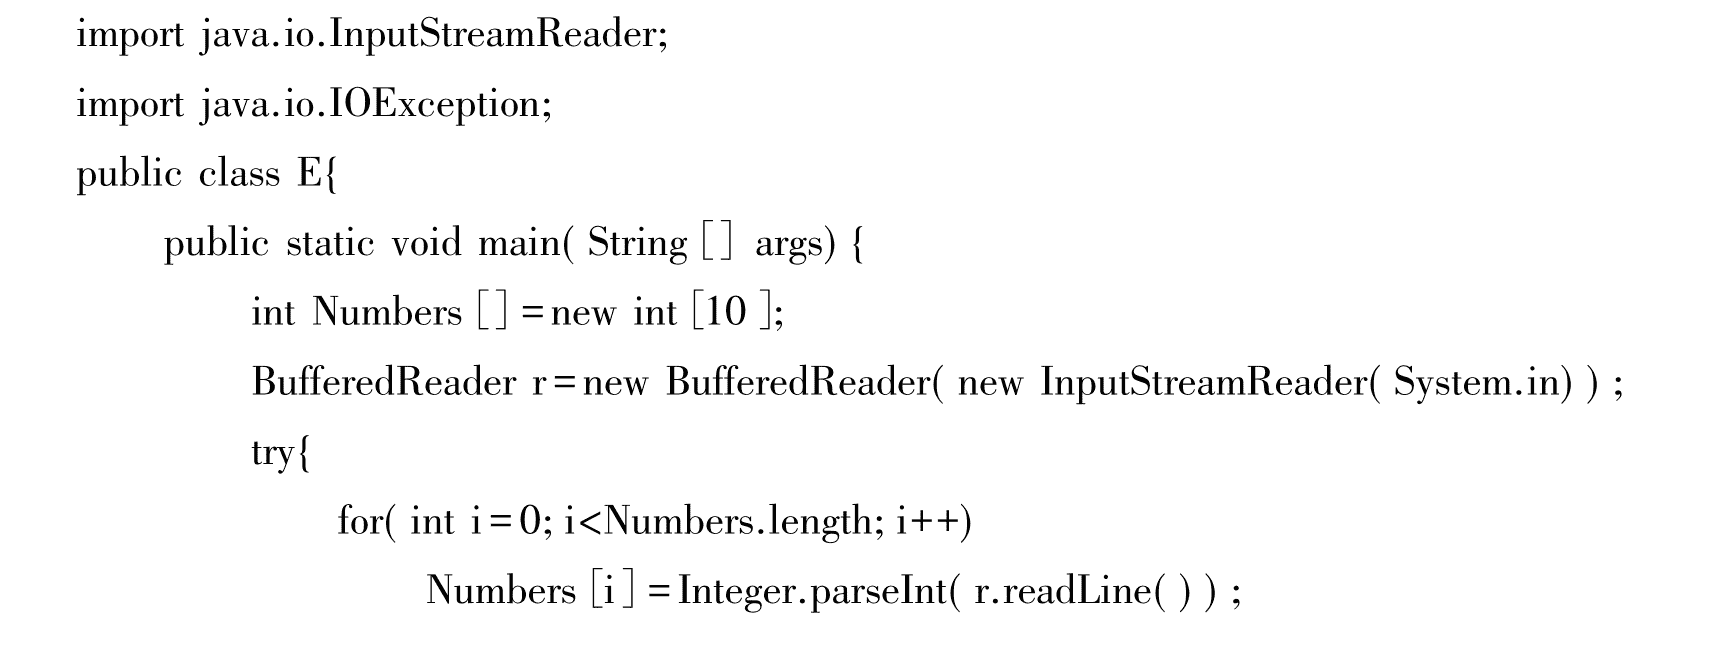 import java.io.InputStreamReader;
import java.io.IOException;
public class E{
public static void main( String [ ] args) {
int Numbers [ ] =new int [10 ];
BufferedReader r=new BufferedReader( new InputStreamReader( System.in) ) ;
try{
for( int i=0; i<Numbers.length; i++)
Numbers [i ] =Integer.parseInt( r.readLine( ) ) ;